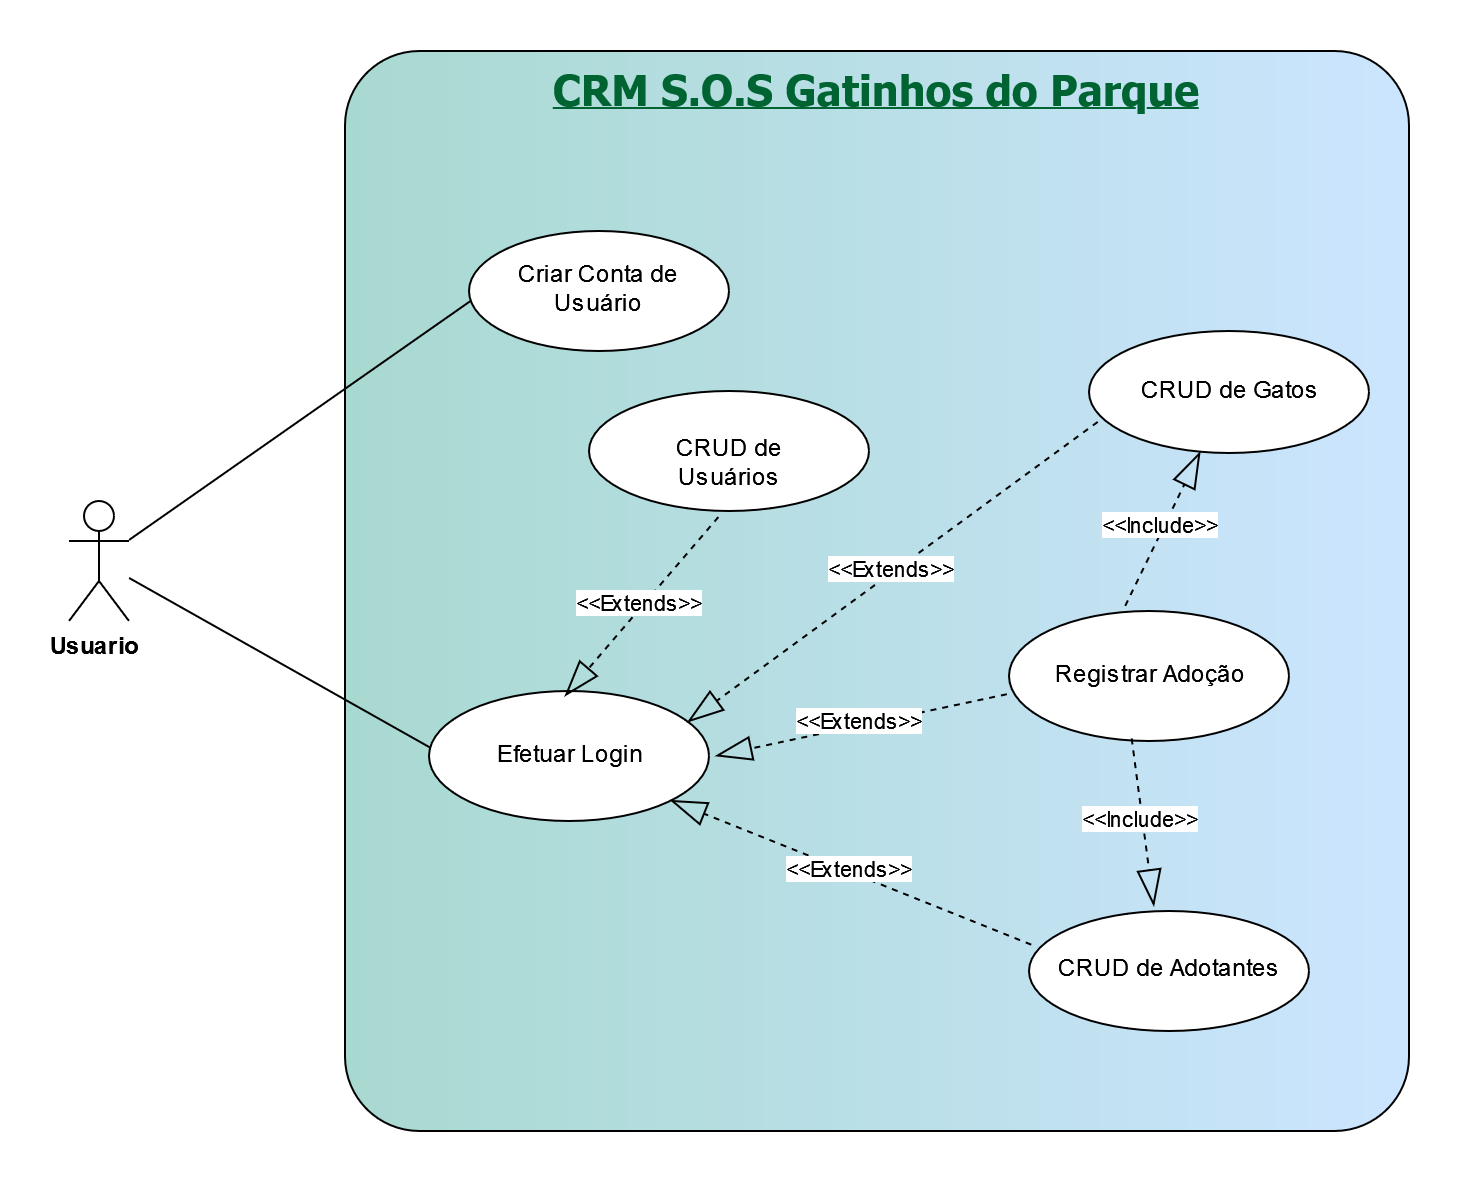 CRM S.O.S Gatinhos do Parque
Criar Conta de
Usuário
CRUD de Gatos
CRUD de
Usuários
<<Include>>
<<Extends>>
<<Extends>>
Usuario
Registrar Adoção
<<Extends>>
Efetuar Login
<<Include>>
<<Extends>>
CRUD de Adotantes